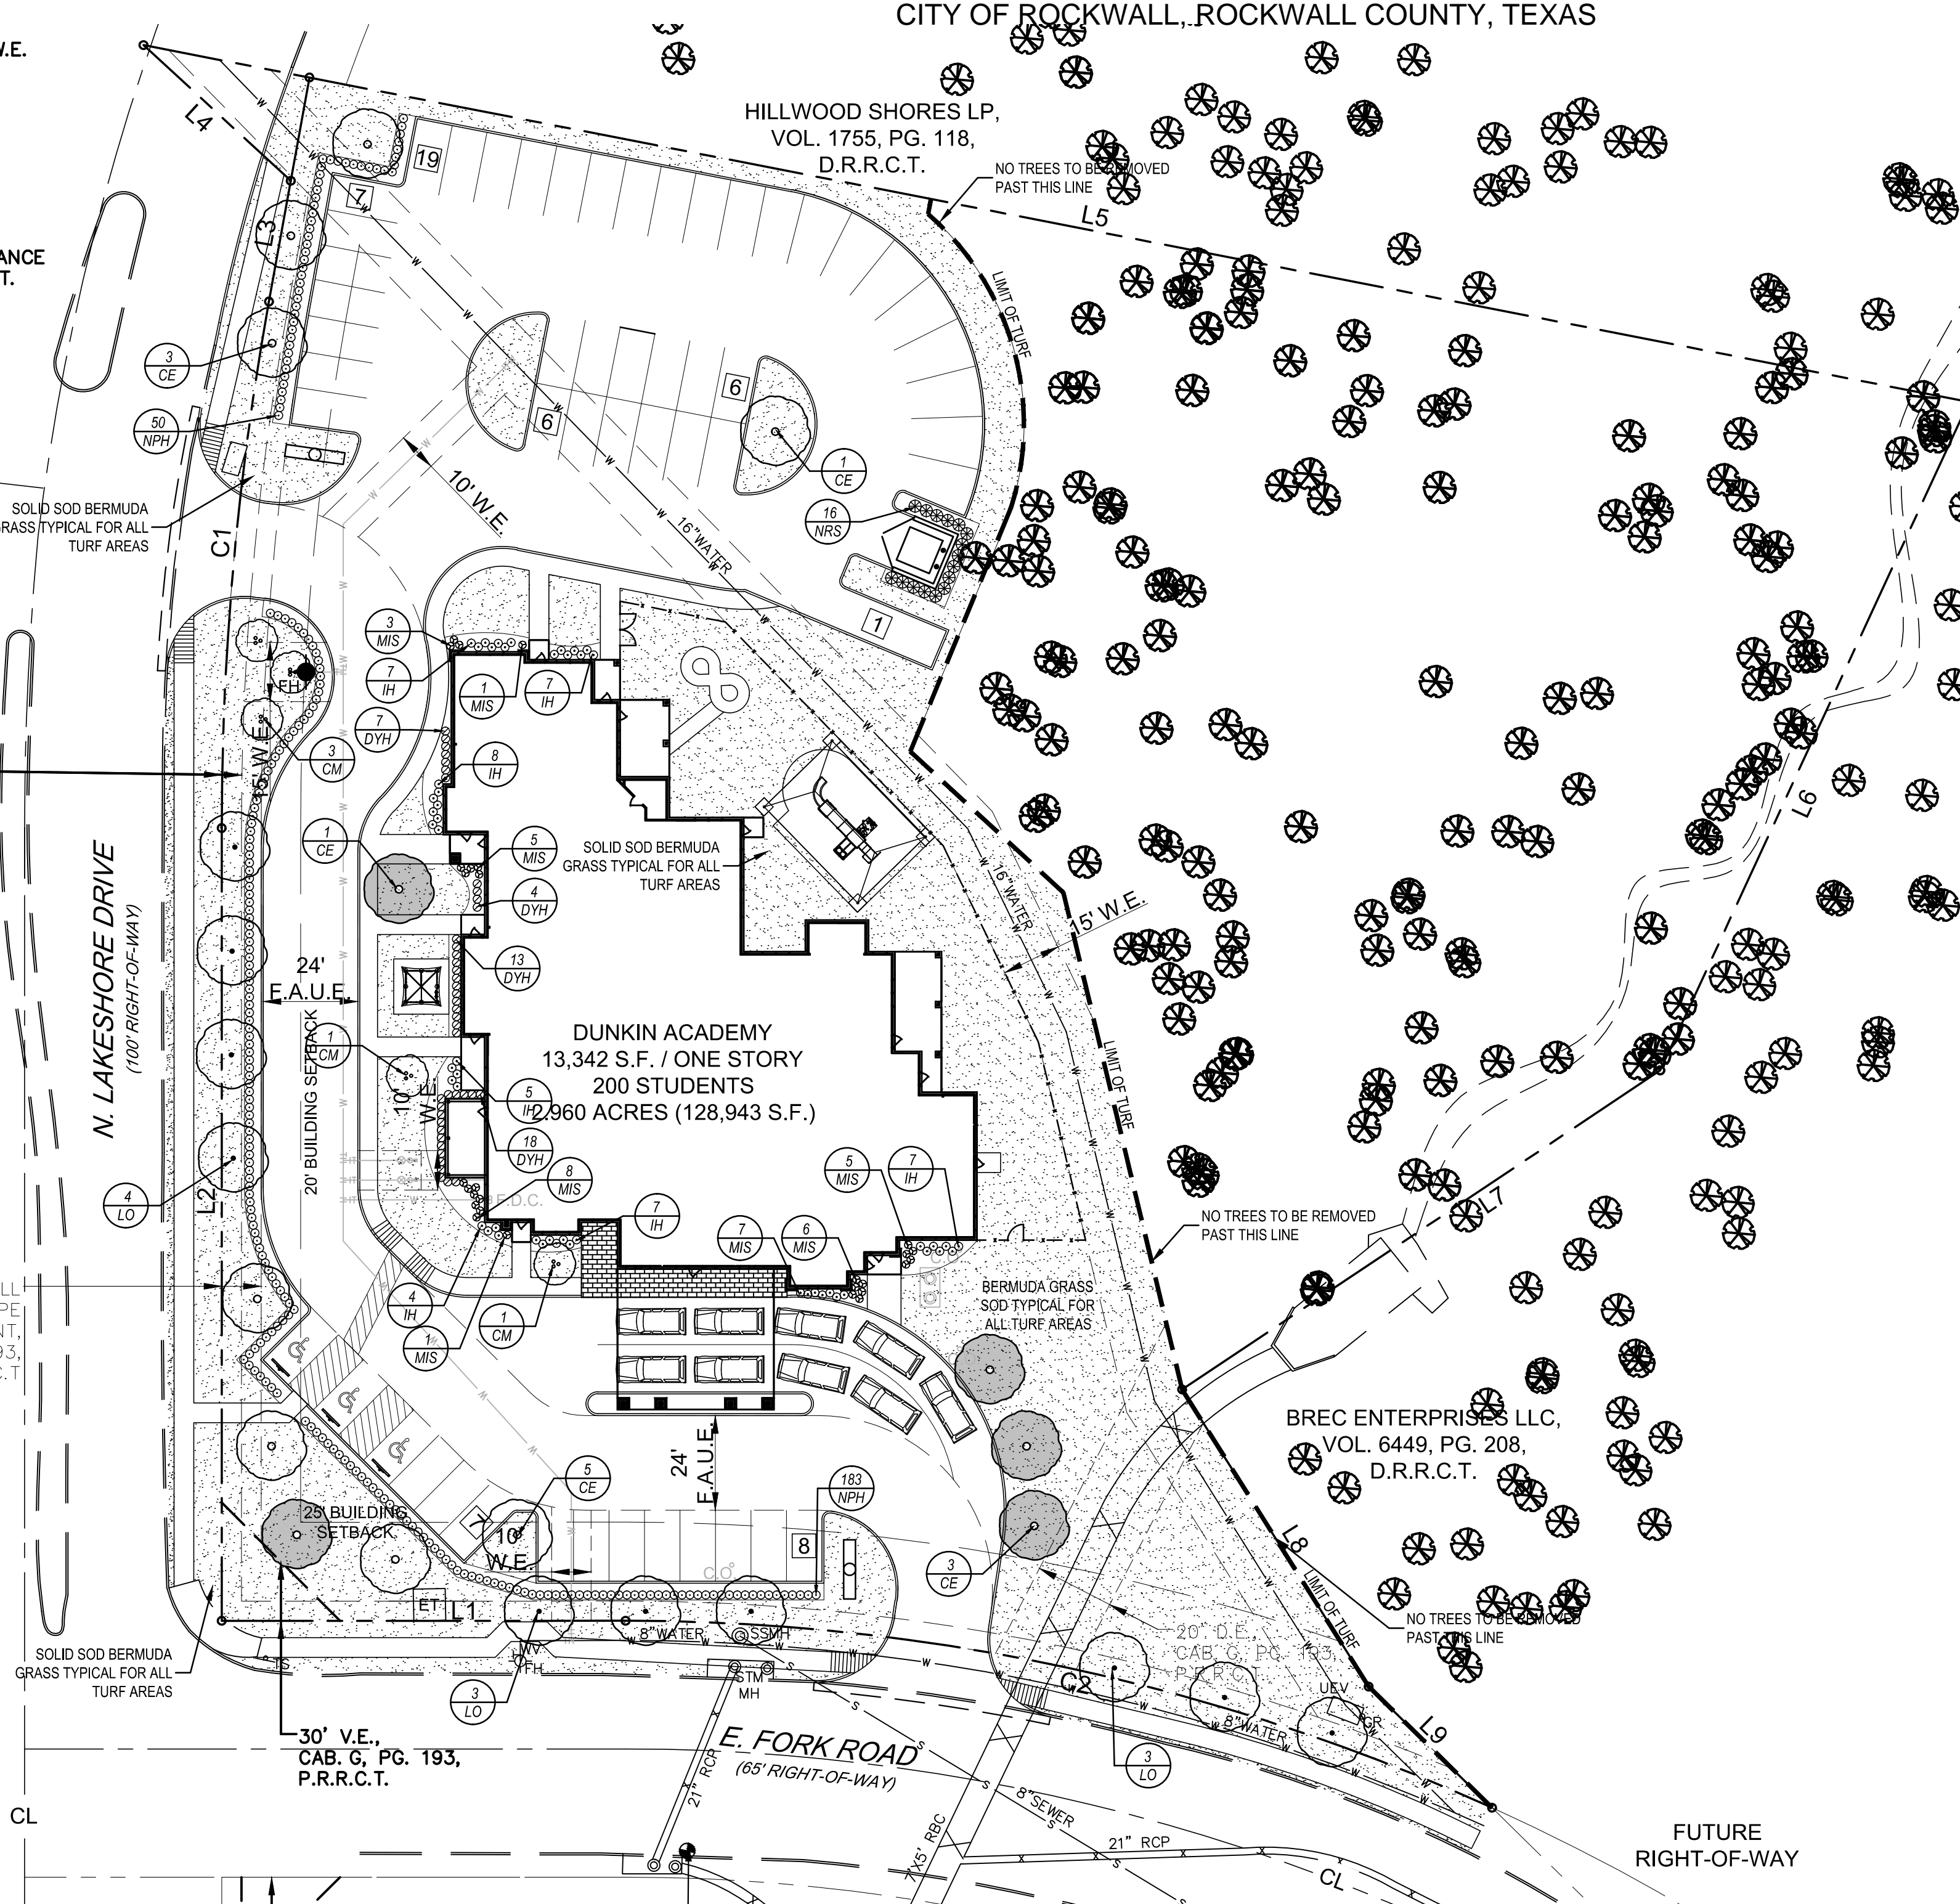 CITY OF ROCKWALL, ROCKWALL COUNTY, TEXAS
W.E.
L4
HILLWOOD SHORES LP,
VOL. 1755, PG. 118,
D.R.R.C.T.
NO TREES TO BE REMOVED
PAST THIS LINE
L5
19
7
L3
LIMIT OF TURF
3
CE
50
NPH
6
6
1
CE
16
NRS
10' W.E.
16"WATER
SOLID SOD BERMUDA
GRASS TYPICAL FOR ALL
TURF AREAS
C1
1
3
MIS
7
IH
1
MIS
7
IH
FH
7
DYH
8
IH
3
CM
15' W.E.
1
CE
5
MIS
4
DYH
SOLID SOD BERMUDA
GRASS TYPICAL FOR ALL
TURF AREAS
L6
16"WATER
15' W.E.
N. LAKESHORE DRIVE
(100' RIGHT-OF-WAY)
24'
F.A.U.E.
13
DYH
20' BUILDING SETBACK
1
CM
10'
W.E.
DUNKIN ACADEMY
13,342 S.F. / ONE STORY
200 STUDENTS
2.960 ACRES (128,943 S.F.)
LIMIT OF TURF
5
IH
18
DYH
8
MIS
F.D.C.
4
LO
L2
7
IH
5
MIS
7
IH
7
MIS
6
MIS
L7
NO TREES TO BE REMOVED
PAST THIS LINE
4
IH
1
MIS
1
CM
BERMUDA GRASS
SOD TYPICAL FOR
ALL TURF AREAS
BREC ENTERPRISES LLC,
VOL. 6449, PG. 208,
D.R.R.C.T.
24'
F.A.U.E.
5
CE
183
NPH
25' BUILDING
SETBACK
7
10'
W.E.
8
C.O.
3
CE
L8
LIMIT OF TURF
NO TREES TO BE REMOVED
PAST THIS LINE
ET
L1
8"WATER
SSMH
WV
FH
TS
STM
MH
SOLID SOD BERMUDA
GRASS TYPICAL FOR ALL
TURF AREAS
3
LO
20' D.E.,
CAB. G, PG. 193,
P.R.R.C.T.
C2
UEV
8"WATER
L9
30' V.E.,
CAB. G, PG. 193,
P.R.R.C.T.
E. FORK ROAD
(65' RIGHT-OF-WAY)
3
LO
21" RCP
8"SEWER
7'X5' RBC
21" RCP
CL
CL
FUTURE
RIGHT-OF-WAY